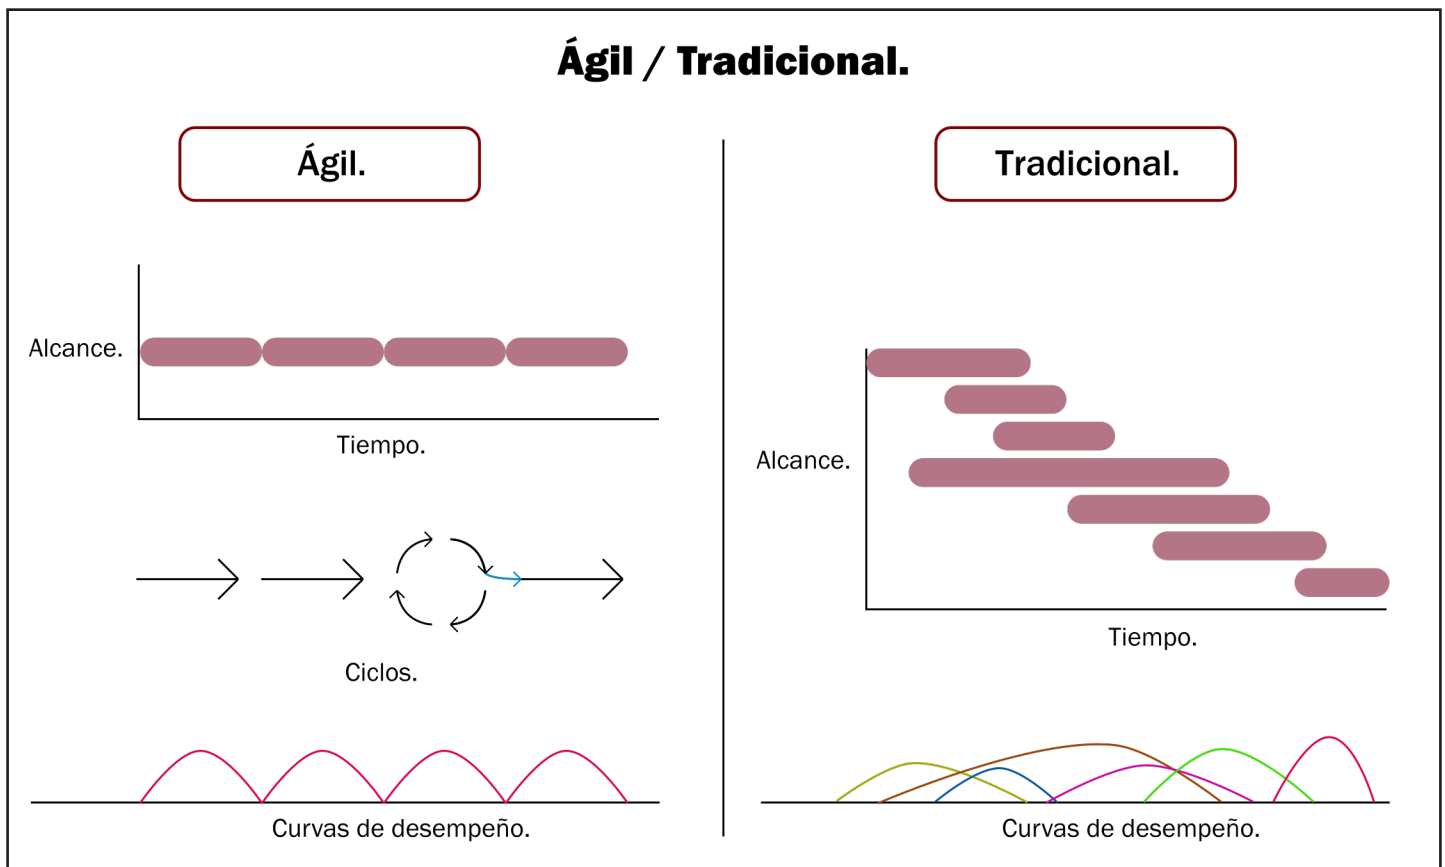 Ágil / Tradicional.
Ágil.
Alcance.
Tiempo.
Ciclos.
Curvas de desempeño.
Tradicional.
Alcance.
Tiempo.
Curvas de desempeño.